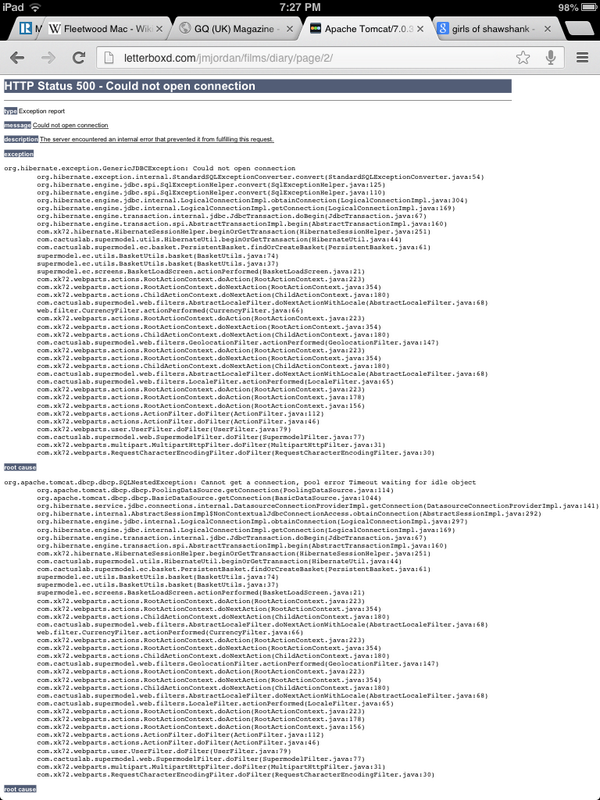 iPad 7:27 PM 98%
M Fleetwood Mac - Wiki GQ (UK) Magazine - Apache Tomcat/7.0.3 girls of shawshank -
letterboxd.com/jmjordan/films/diary/page/2/
HTTP Status 500 - Could not open connection
type Exception report
message Could not open connection
description The server encountered an internal error that prevented it from fulfilling this request.
exception
org.hibernate.exception.GenericJDBCException: Could not open connection
org.hibernate.exception.internal.StandardSQLExceptionConverter.convert(StandardSQLExceptionConverter.java:54)
org.hibernate.engine.jdbc.spi.SqlExceptionHelper.convert(SqlExceptionHelper.java:125)
org.hibernate.engine.jdbc.spi.SqlExceptionHelper.convert(SqlExceptionHelper.java:110)
org.hibernate.engine.jdbc.internal.LogicalConnectionImpl.obtainConnection(LogicalConnectionImpl.java:304)
org.hibernate.engine.jdbc.internal.LogicalConnectionImpl.getConnection(LogicalConnectionImpl.java:169)
org.hibernate.engine.transaction.internal.jdbc.JdbcTransaction.doBegin(JdbcTransaction.java:67)
org.hibernate.engine.transaction.spi.AbstractTransactionImpl.begin(AbstractTransactionImpl.java:160)
com.xk72.hibernate.HibernateSessionHelper.beginOrGetTransaction(HibernateSessionHelper.java:251)
com.cactuslab.supermodel.utils.HibernateUtil.beginOrGetTransaction(HibernateUtil.java:44)
com.cactuslab.supermodel.ec.basket.PersistentBasket.findOrCreateBasket(PersistentBasket.java:61)
supermodel.ec.utils.BasketUtils.basket(BasketUtils.java:74)
supermodel.ec.utils.BasketUtils.basket(BasketUtils.java:37)
supermodel.ec.screens.BasketLoadScreen.actionPerformed(BasketLoadScreen.java:21)
com.xk72.webparts.actions.RootActionContext.doAction(RootActionContext.java:223)
com.xk72.webparts.actions.RootActionContext.doNextAction(RootActionContext.java:354)
com.xk72.webparts.actions.ChildActionContext.doNextAction(ChildActionContext.java:180)
com.cactuslab.supermodel.web.filters.AbstractLocaleFilter.doNextActionWithLocale(AbstractLocaleFilter.java:68)
web.filter.CurrencyFilter.actionPerformed(CurrencyFilter.java:66)
com.xk72.webparts.actions.RootActionContext.doAction(RootActionContext.java:223)
com.xk72.webparts.actions.RootActionContext.doNextAction(RootActionContext.java:354)
com.xk72.webparts.actions.ChildActionContext.doNextAction(ChildActionContext.java:180)
com.cactuslab.supermodel.web.filters.GeolocationFilter.actionPerformed(GeolocationFilter.java:147)
com.xk72.webparts.actions.RootActionContext.doAction(RootActionContext.java:223)
com.xk72.webparts.actions.RootActionContext.doNextAction(RootActionContext.java:354)
com.xk72.webparts.actions.ChildActionContext.doNextAction(ChildActionContext.java:180)
com.cactuslab.supermodel.web.filters.AbstractLocaleFilter.doNextActionWithLocale(AbstractLocaleFilter.java:68)
com.cactuslab.supermodel.web.filters.LocaleFilter.actionPerformed(LocaleFilter.java:65)
com.xk72.webparts.actions.RootActionContext.doAction(RootActionContext.java:223)
com.xk72.webparts.actions.RootActionContext.doAction(RootActionContext.java:178)
com.xk72.webparts.actions.RootActionContext.doAction(RootActionContext.java:156)
com.xk72.webparts.actions.ActionFilter.doFilter(ActionFilter.java:112)
com.xk72.webparts.actions.ActionFilter.doFilter(ActionFilter.java:46)
com.xk72.webparts.user.UserFilter.doFilter(UserFilter.java:79)
com.cactuslab.supermodel.web.SupermodelFilter.doFilter(SupermodelFilter.java:77)
com.xk72.webparts.multipart.MultipartHttpFilter.doFilter(MultipartHttpFilter.java:31)
com.xk72.webparts.RequestCharacterEncodingFilter.doFilter(RequestCharacterEncodingFilter.java:30)
root cause
org.apache.tomcat.dbcp.dbcp.SQLNestedException: Cannot get a connection, pool error Timeout waiting for idle object
org.apache.tomcat.dbcp.dbcp.PoolingDataSource.getConnection(PoolingDataSource.java:114)
org.apache.tomcat.dbcp.dbcp.BasicDataSource.getConnection(BasicDataSource.java:1044)
org.hibernate.service.jdbc.connections.internal.DatasourceConnectionProviderImpl.getConnection(DatasourceConnectionProviderImpl.java:141)
org.hibernate.internal.AbstractSessionImpl$NonContextualJdbcConnectionAccess.obtainConnection(AbstractSessionImpl.java:292)
org.hibernate.engine.jdbc.internal.LogicalConnectionImpl.obtainConnection(LogicalConnectionImpl.java:297)
org.hibernate.engine.jdbc.internal.LogicalConnectionImpl.getConnection(LogicalConnectionImpl.java:169)
org.hibernate.engine.transaction.internal.jdbc.JdbcTransaction.doBegin(JdbcTransaction.java:67)
org.hibernate.engine.transaction.spi.AbstractTransactionImpl.begin(AbstractTransactionImpl.java:160)
com.xk72.hibernate.HibernateSessionHelper.beginOrGetTransaction(HibernateSessionHelper.java:251)
com.cactuslab.supermodel.utils.HibernateUtil.beginOrGetTransaction(HibernateUtil.java:44)
com.cactuslab.supermodel.ec.basket.PersistentBasket.findOrCreateBasket(PersistentBasket.java:61)
supermodel.ec.utils.BasketUtils.basket(BasketUtils.java:74)
supermodel.ec.utils.BasketUtils.basket(BasketUtils.java:37)
supermodel.ec.screens.BasketLoadScreen.actionPerformed(BasketLoadScreen.java:21)
com.xk72.webparts.actions.RootActionContext.doAction(RootActionContext.java:223)
com.xk72.webparts.actions.RootActionContext.doNextAction(RootActionContext.java:354)
com.xk72.webparts.actions.ChildActionContext.doNextAction(ChildActionContext.java:180)
com.cactuslab.supermodel.web.filters.AbstractLocaleFilter.doNextActionWithLocale(AbstractLocaleFilter.java:68)
web.filter.CurrencyFilter.actionPerformed(CurrencyFilter.java:66)
com.xk72.webparts.actions.RootActionContext.doAction(RootActionContext.java:223)
com.xk72.webparts.actions.RootActionContext.doNextAction(RootActionContext.java:354)
com.xk72.webparts.actions.ChildActionContext.doNextAction(ChildActionContext.java:180)
com.cactuslab.supermodel.web.filters.GeolocationFilter.actionPerformed(GeolocationFilter.java:147)
com.xk72.webparts.actions.RootActionContext.doAction(RootActionContext.java:223)
com.xk72.webparts.actions.RootActionContext.doNextAction(RootActionContext.java:354)
com.xk72.webparts.actions.ChildActionContext.doNextAction(ChildActionContext.java:180)
com.cactuslab.supermodel.web.filters.AbstractLocaleFilter.doNextActionWithLocale(AbstractLocaleFilter.java:68)
com.cactuslab.supermodel.web.filters.LocaleFilter.actionPerformed(LocaleFilter.java:65)
com.xk72.webparts.actions.RootActionContext.doAction(RootActionContext.java:223)
com.xk72.webparts.actions.RootActionContext.doAction(RootActionContext.java:178)
com.xk72.webparts.actions.RootActionContext.doAction(RootActionContext.java:156)
com.xk72.webparts.actions.ActionFilter.doFilter(ActionFilter.java:112)
com.xk72.webparts.actions.ActionFilter.doFilter(ActionFilter.java:46)
com.xk72.webparts.user.UserFilter.doFilter(UserFilter.java:79)
com.cactuslab.supermodel.web.SupermodelFilter.doFilter(SupermodelFilter.java:77)
com.xk72.webparts.multipart.MultipartHttpFilter.doFilter(MultipartHttpFilter.java:31)
com.xk72.webparts.RequestCharacterEncodingFilter.doFilter(RequestCharacterEncodingFilter.java:30)
root cause